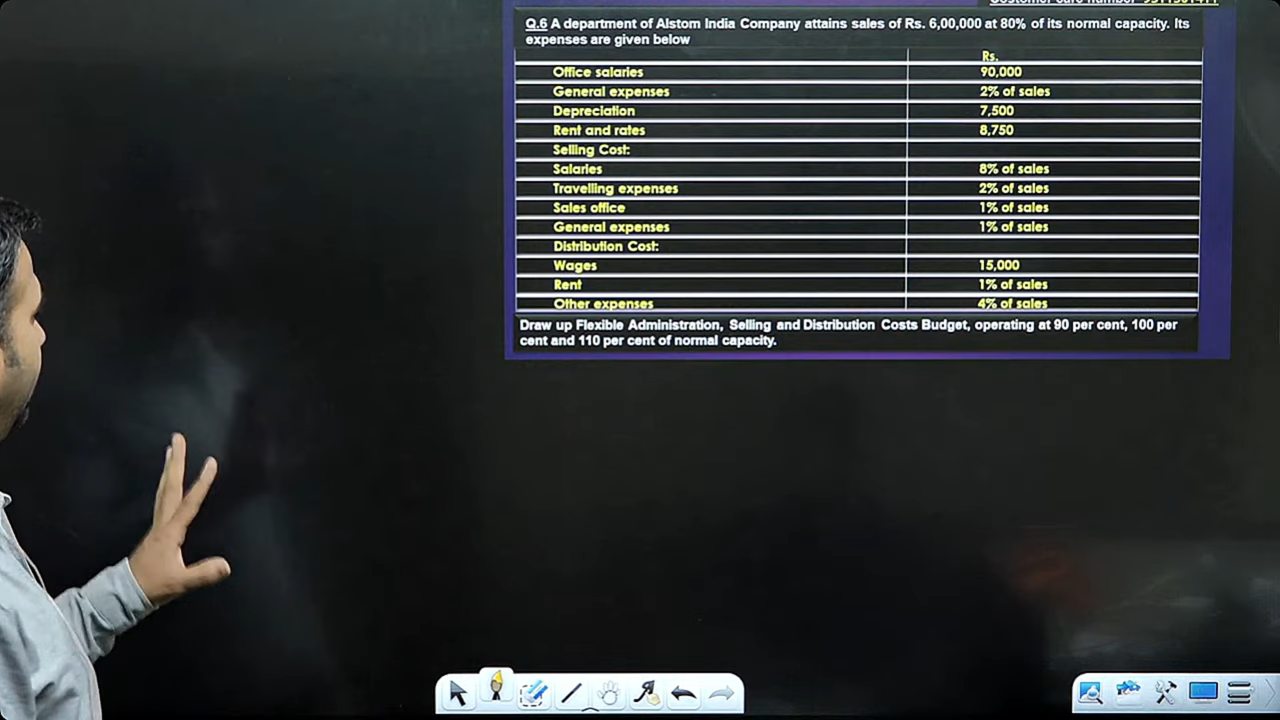 Customer care number
Q.6 A department of Alstom India Company attains sales of Rs. 6,00,000 at 80% of its normal capacity. Its
expenses are given below
Rs.
Office salaries 90,000
General expenses 2% of sales
Depreciation 7,500
Rent and rates 8,750
Selling Cost:
Salaries 8% of sales
Travelling expenses 2% of sales
Sales office 1% of sales
General expenses 1% of sales
Distribution Cost:
Wages 15,000
Rent 1% of sales
Other expenses 4% of sales
Draw up Flexible Administration, Selling and Distribution Costs Budget, operating at 90 per cent, 100 per
cent and 110 per cent of normal capacity.